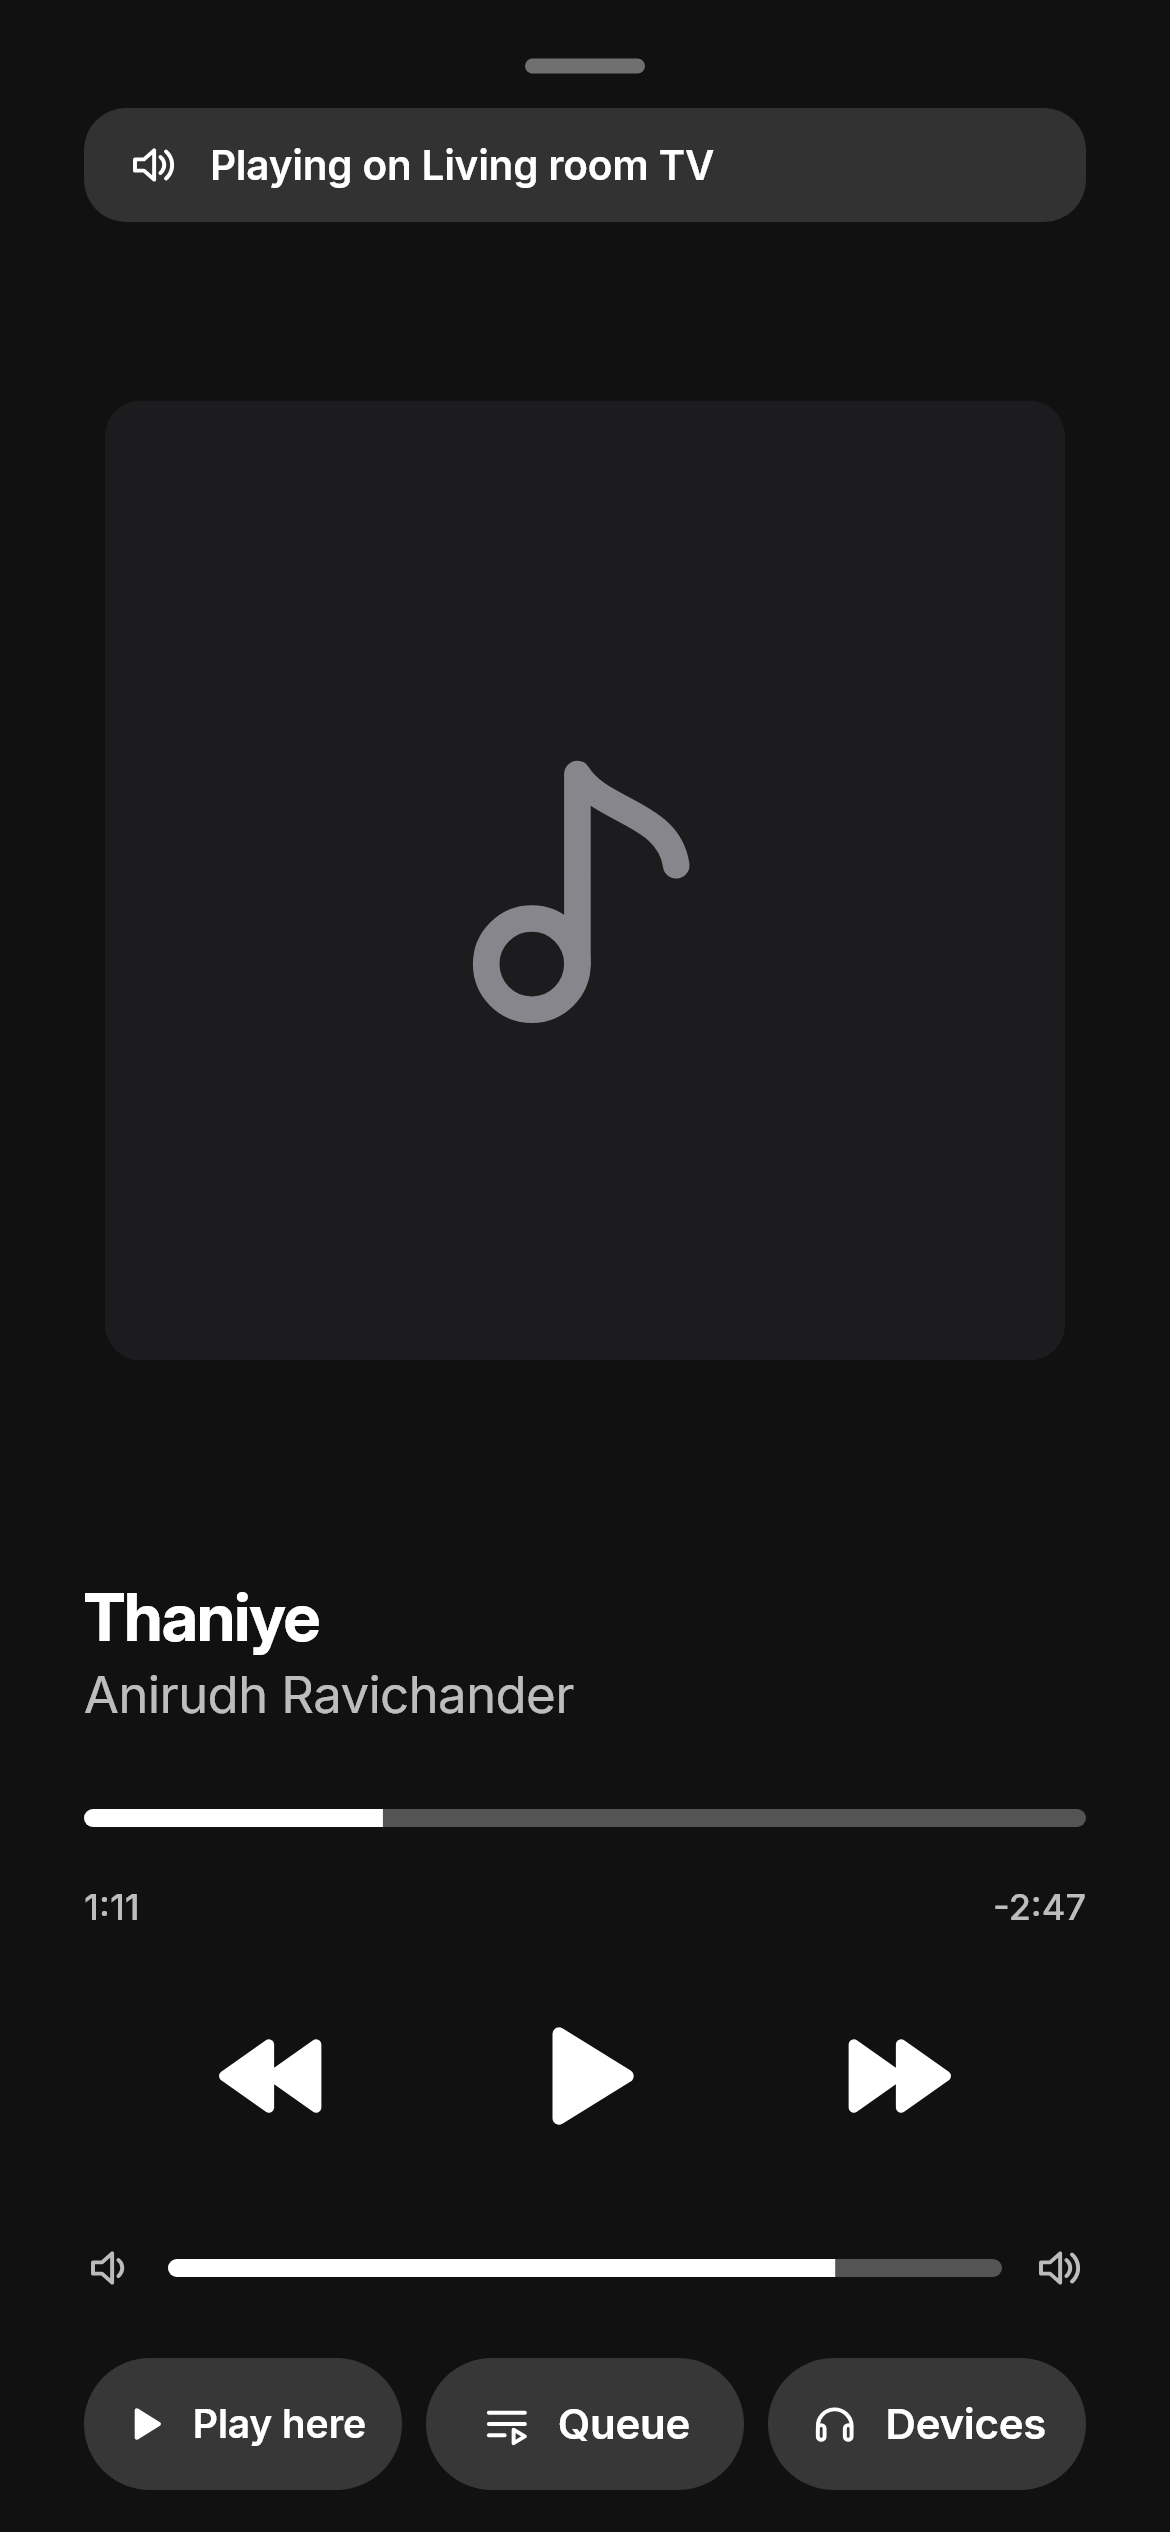 Playing on Living room TV
Thaniye
Anirudh Ravichander
1:11
-2:47
Play here
Queue
Devices